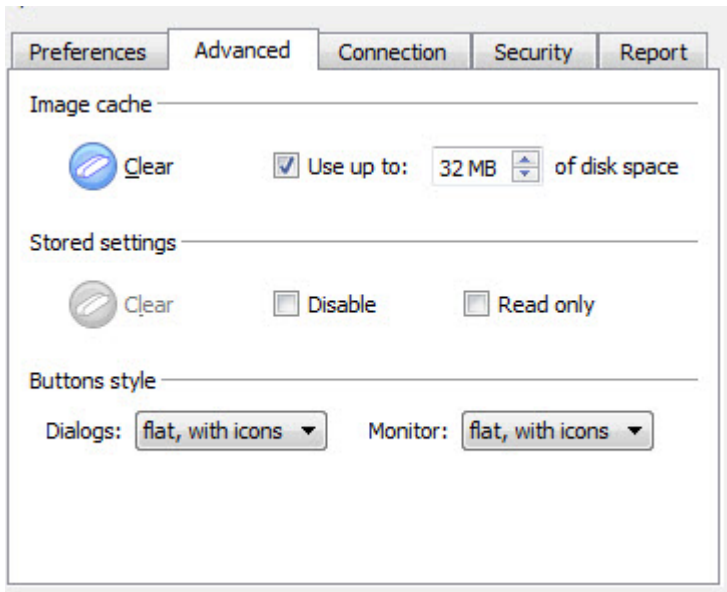 Preferences Advanced Connection Security Report
Image cache
Clear Use up to: 32 MB of disk space
Stored settings
Clear Disable Read only
Buttons style
Dialogs: flat, with icons Monitor: flat, with icons